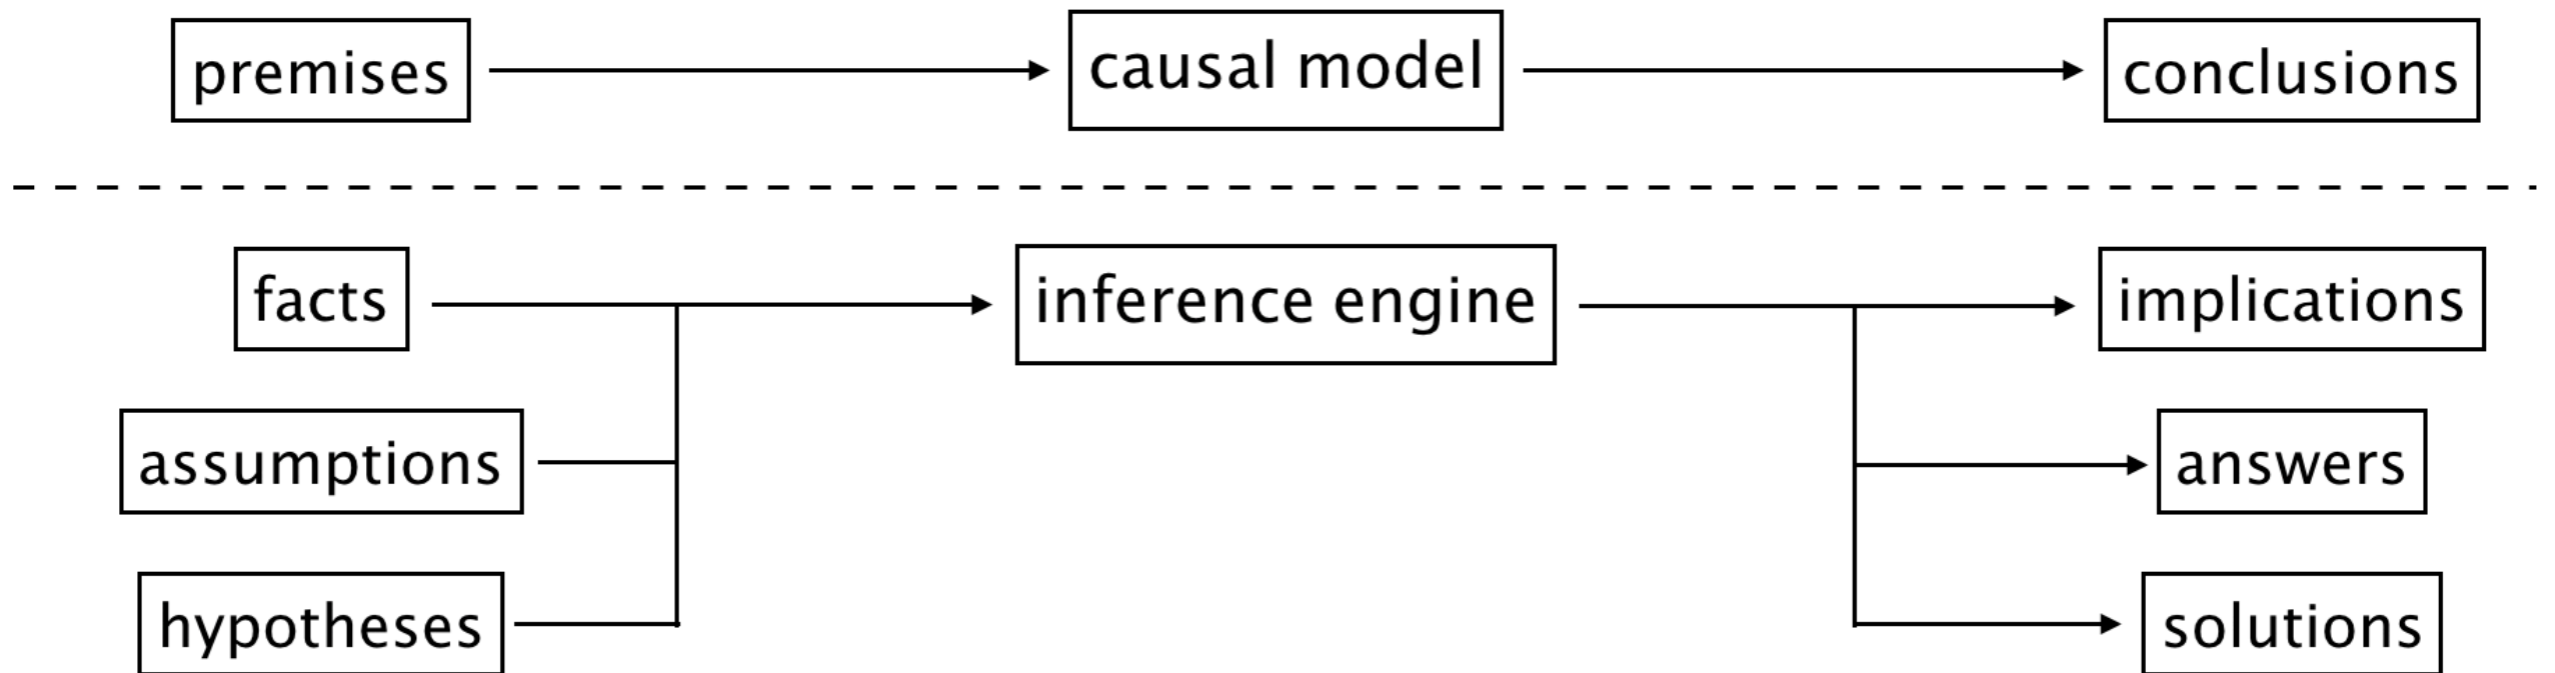 premises
causal model
conclusions
facts
inference engine
implications
assumptions
answers
hypotheses
solutions